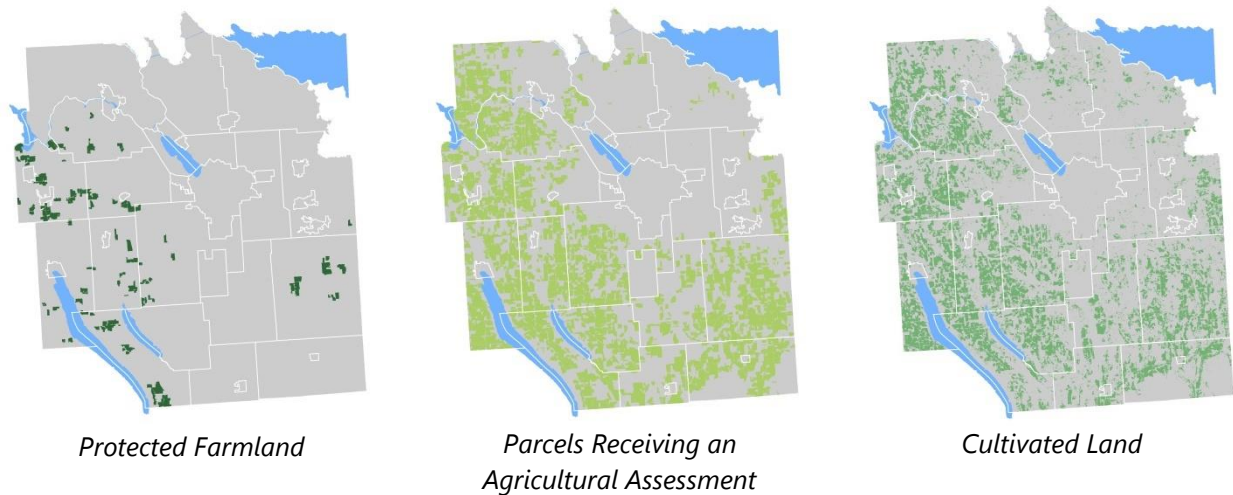 Protected Farmland
Parcels Receiving an
Agricultural Assessment
Cultivated Land